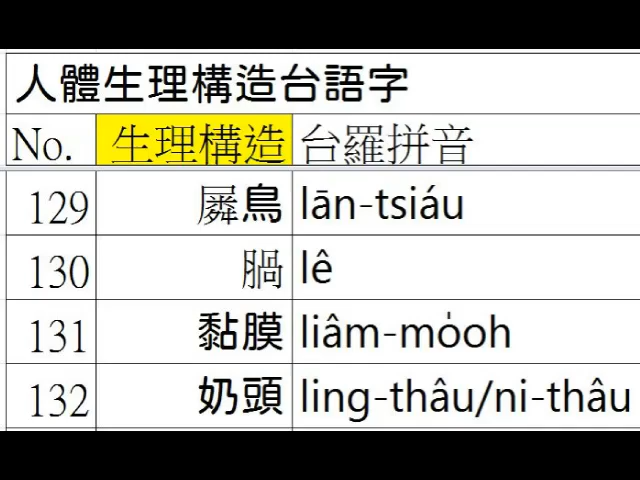 人體生理構造台語字
No. 生理構造 台羅拼音
129 屪鳥 lān-tsiáu
130 腡 lê
131 黏膜 liâm-mo̍oh
132 奶頭 ling-thâu/ni-thâu